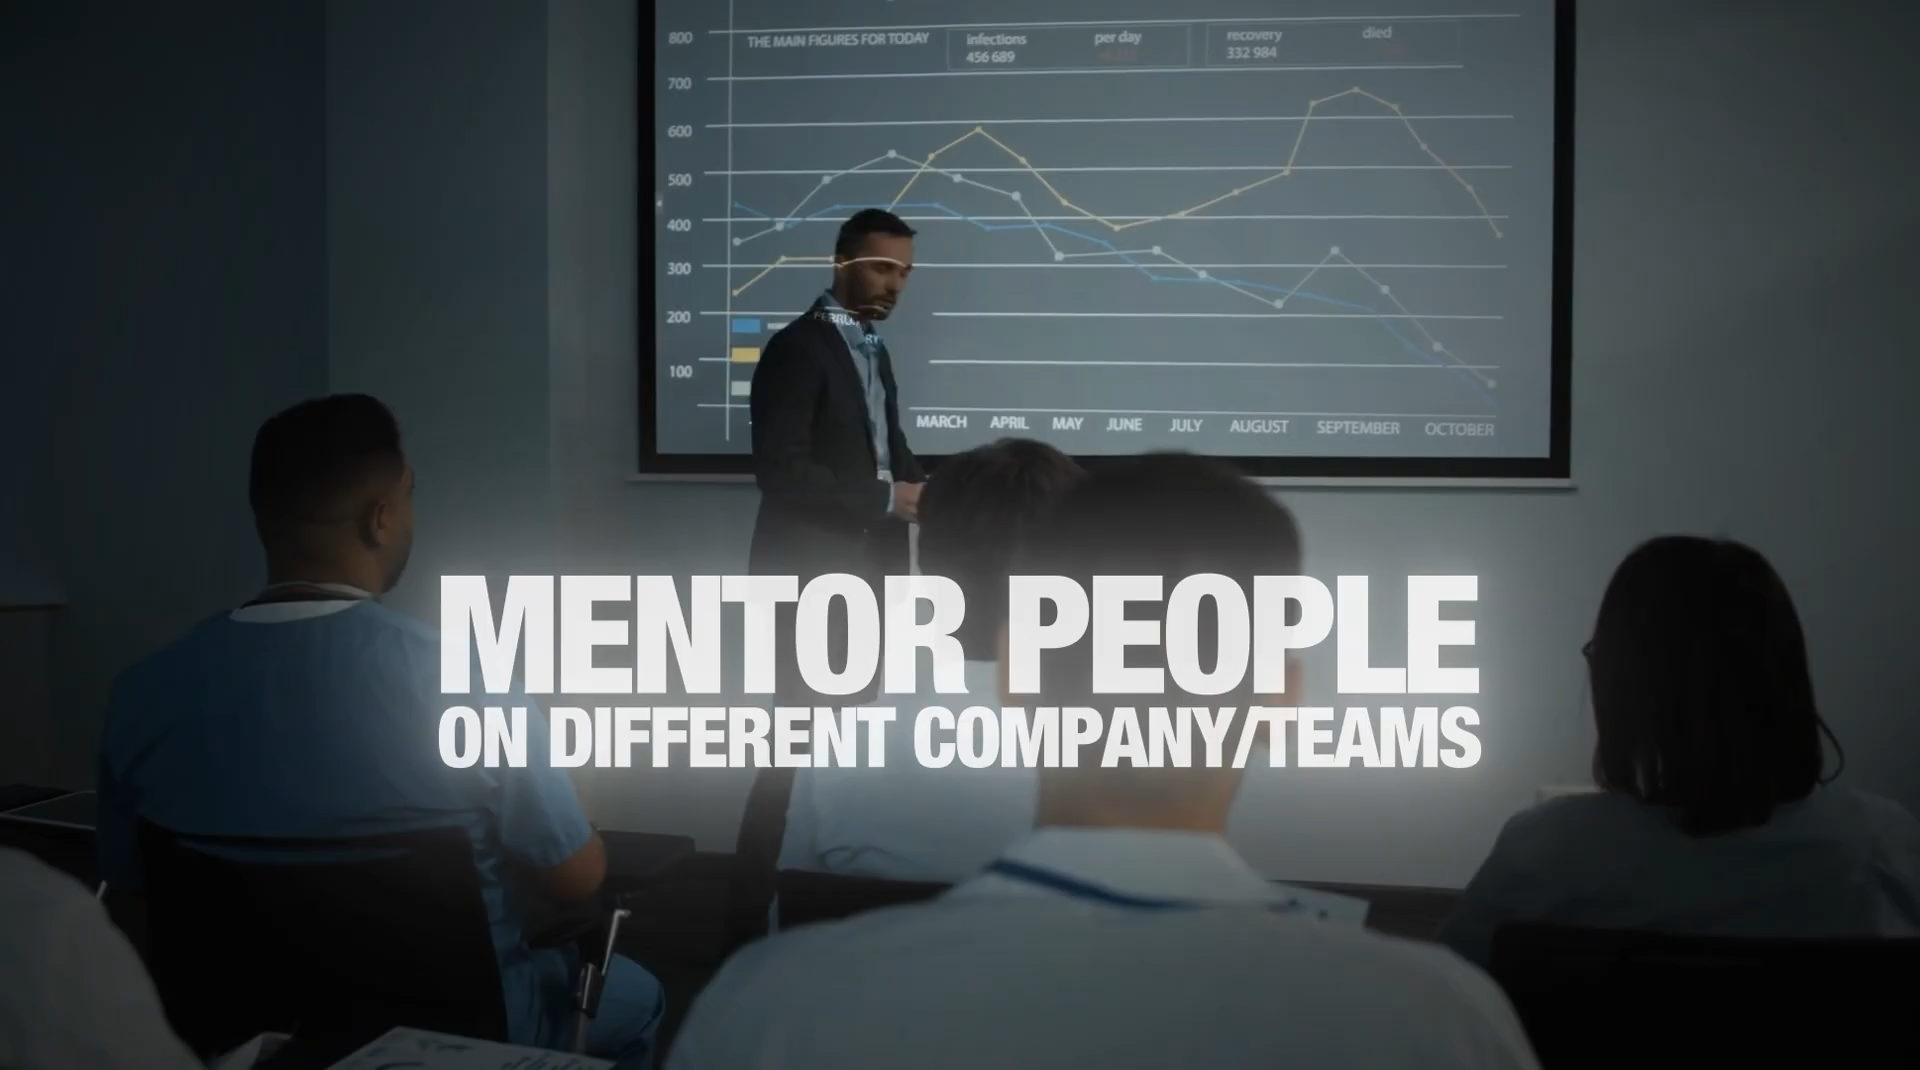 800
THE MAIN FIGURES FOR TODAY
infections
per day
recovery
died
456 689
332 984
700
600
500
400
300
200
100
FEBRUARY
MARCH APRIL MAY JUNE JULY AUGUST SEPTEMBER OCTOBER
MENTOR PEOPLE
ON DIFFERENT COMPANY/TEAMS